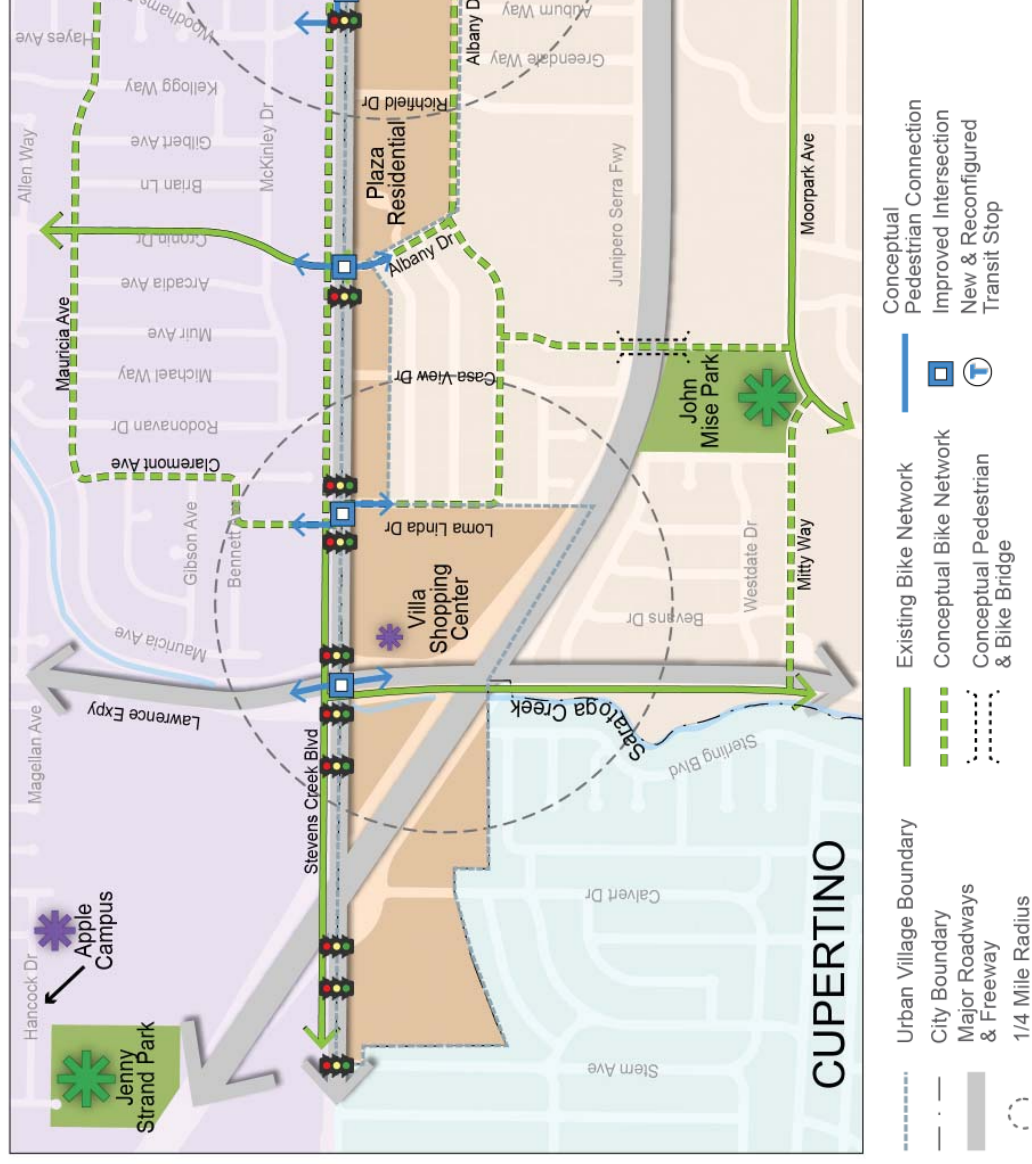 Hayes Ave
Woodhams
Kellogg Way
Gilbert Ave
Brian Ln
Allen Way
McKinley Dr
Cronin Dr
Arcadia Ave
Muir Ave
Michael Way
Rodonavan Dr
Mauricia Ave
Claremont Ave
Gibson Ave
Bennett
Mauricia Ave
Lawrence Expy
Magellan Ave
Hancock Dr
Apple
Campus
Jenny
Strand Park
Stevens Creek Blvd
Albany D
Auburn Way
Greendale Way
Richfield Dr
Plaza
Residential
Albany Dr
Casa View Dr
Loma Linda Dr
Villa
Shopping
Center
Junipero Serra Fwy
John
Mise Park
Moorpark Ave
Mitty Way
Westdate Dr
Bevans Dr
Saratoga Creek
Sterling Blvd
Calvert Dr
Stern Ave
CUPERTINO
Urban Village Boundary
City Boundary
Major Roadways
& Freeway
1/4 Mile Radius
Existing Bike Network
Conceptual Bike Network
Conceptual Pedestrian
& Bike Bridge
Conceptual
Pedestrian Connection
Improved Intersection
T
New & Reconfigured
Transit Stop